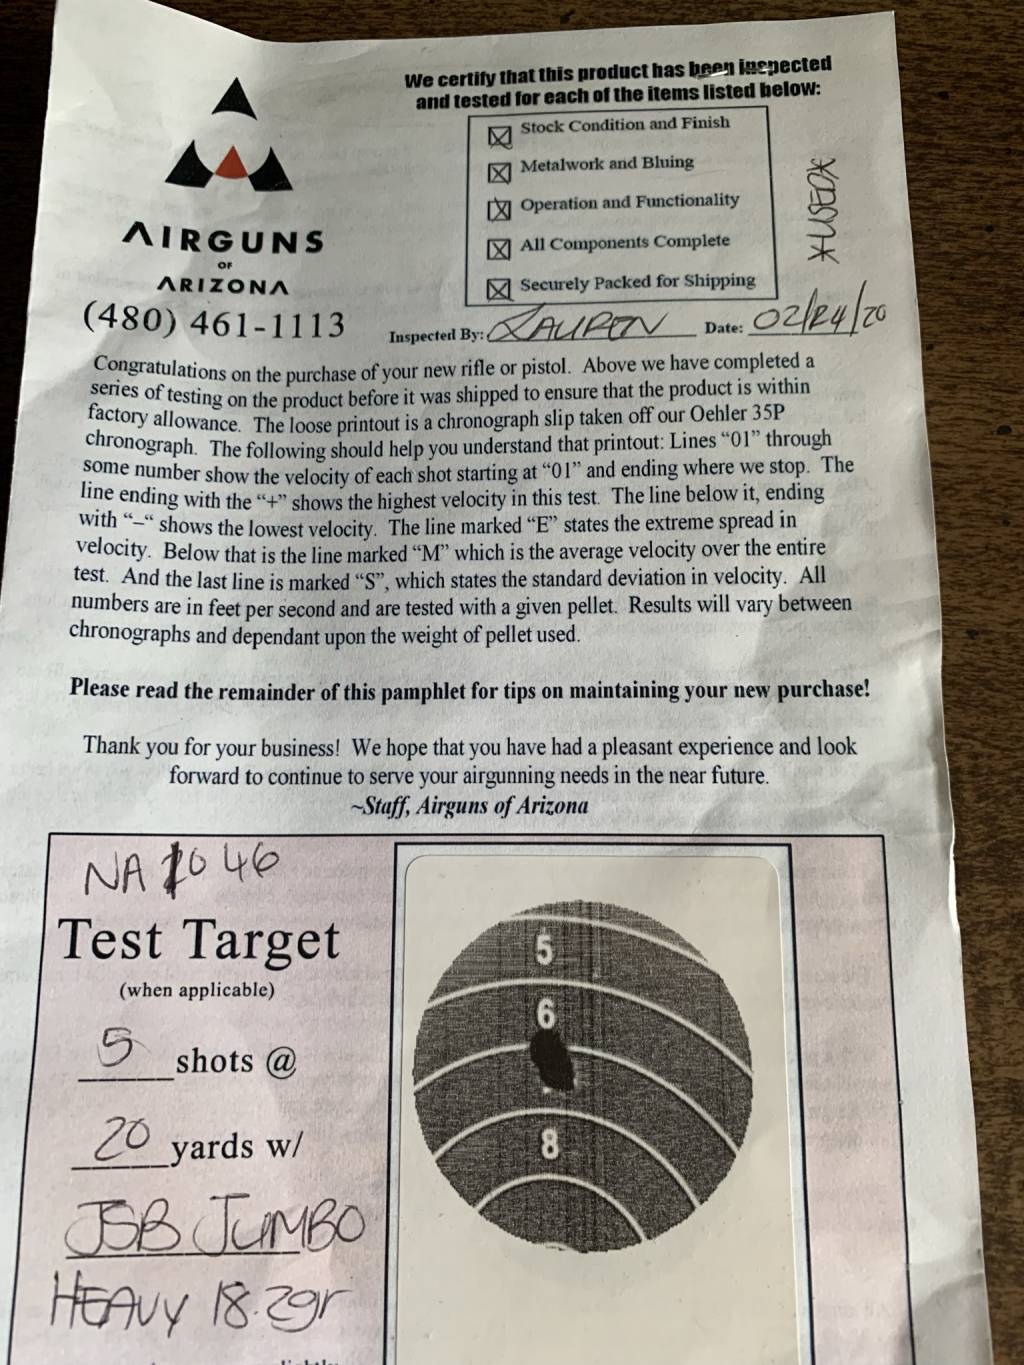 We certify that this product has been inspected
and tested for each of the items listed below:
Stock Condition and Finish
Metalwork and Bluing
Operation and Functionality
All Components Complete
Securely Packed for Shipping
*USED*
AIRGUNS
OF
ARIZONA
(480) 461-1113
Inspected By: LAUREN Date: 02/24/20
Congratulations on the purchase of your new rifle or pistol. Above we have completed a
series of testing on the product before it was shipped to ensure that the product is within
factory allowance. The loose printout is a chronograph slip taken off our Oehler 35P
chronograph. The following should help you understand that printout: Lines “01” through
some number show the velocity of each shot starting at “01” and ending where we stop. The
line ending with the “+” shows the highest velocity in this test. The line below it, ending
with “–“ shows the lowest velocity. The line marked “E” states the extreme spread in
velocity. Below that is the line marked “M” which is the average velocity over the entire
test. And the last line is marked “S”, which states the standard deviation in velocity. All
numbers are in feet per second and are tested with a given pellet. Results will vary between
chronographs and dependant upon the weight of pellet used.
Please read the remainder of this pamphlet for tips on maintaining your new purchase!
Thank you for your business! We hope that you have had a pleasant experience and look
forward to continue to serve your airgunning needs in the near future.
~Staff, Airguns of Arizona
Test Target
(when applicable)
5 shots @
20 yards w/
JSB JUMBO
HEAVY 18.2gr
5
6
8